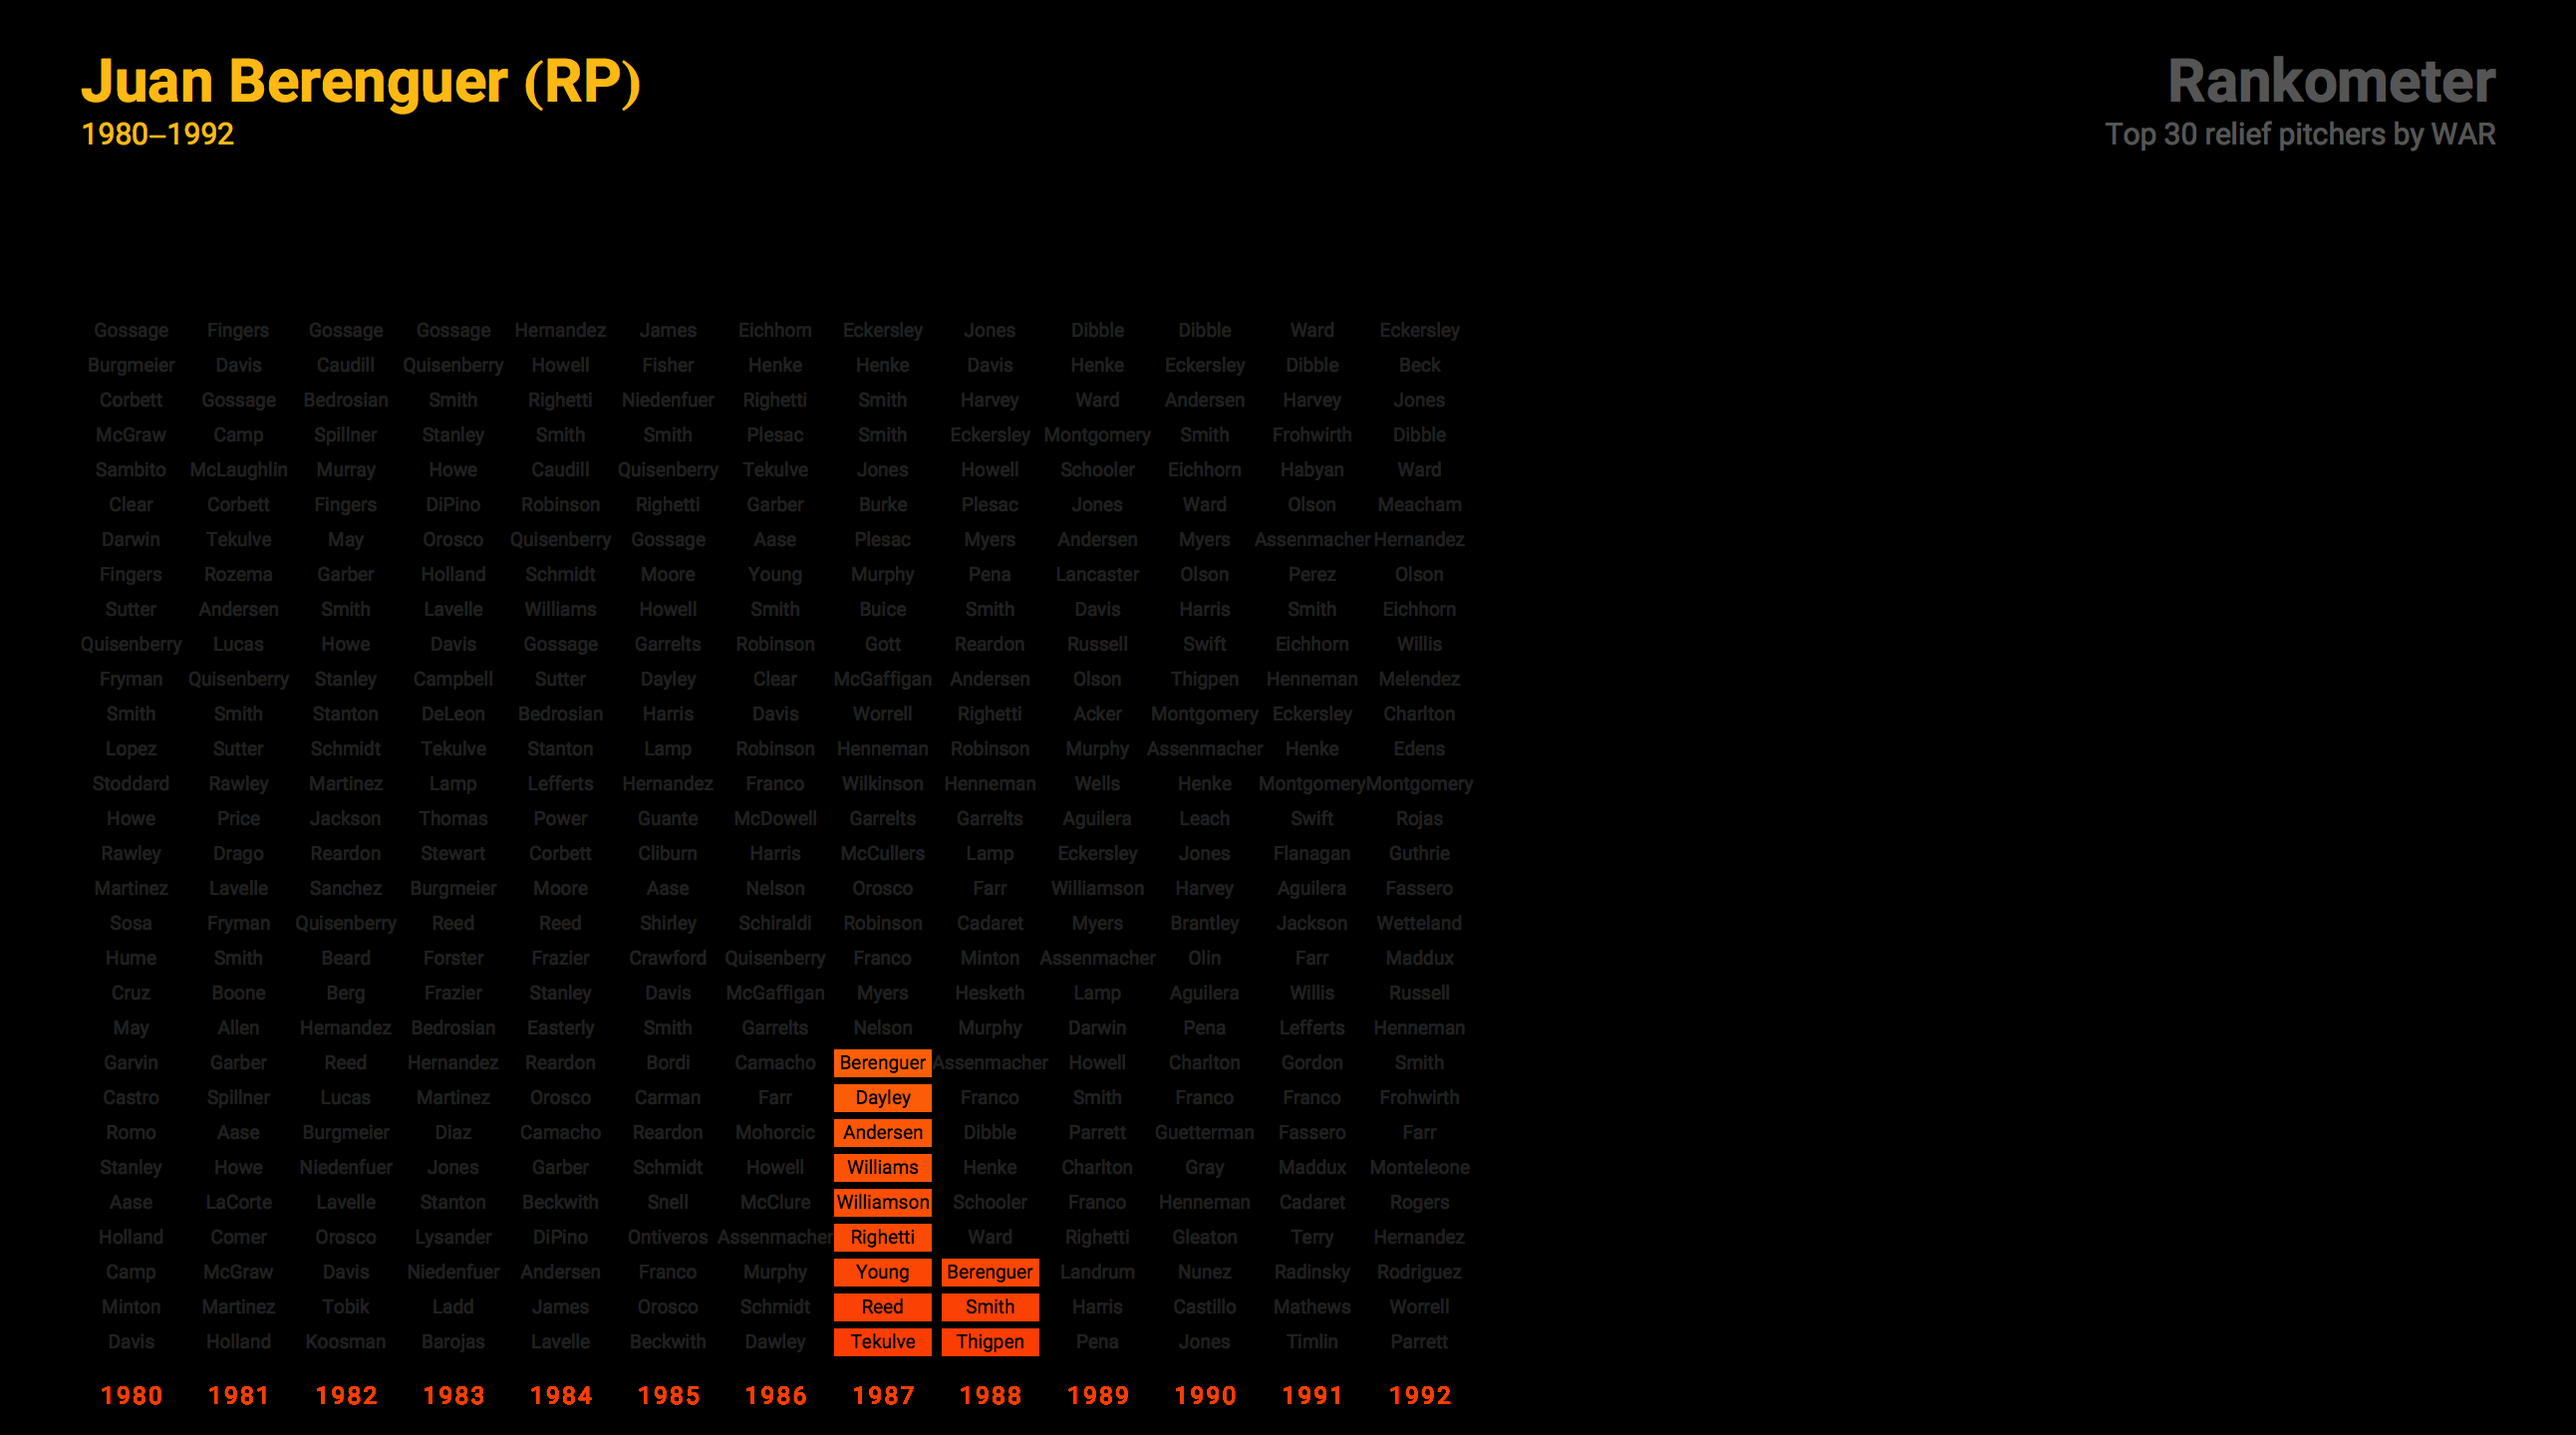 Juan Berenguer (RP)
1980–1992
Rankometer
Top 30 relief pitchers by WAR
Gossage Fingers Gossage Gossage Hernandez James Eichhorn Eckersley Jones Dibble Dibble Ward Eckersley
Burgmeier Davis Caudill Quisenberry Howell Fisher Henke Henke Davis Henke Eckersley Dibble Beck
Corbett Gossage Bedrosian Smith Righetti Niedenfuer Righetti Smith Harvey Ward Andersen Harvey Jones
McGraw Camp Spillner Stanley Smith Smith Plesac Smith Eckersley Montgomery Smith Frohwirth Dibble
Sambito McLaughlin Murray Howe Caudill Quisenberry Tekulve Jones Howell Schooler Eichhorn Habyan Ward
Clear Corbett Fingers DiPino Robinson Righetti Garber Burke Plesac Jones Ward Olson Meacham
Darwin Tekulve May Orosco Quisenberry Gossage Aase Plesac Myers Andersen Myers Assenmacher Hernandez
Fingers Rozema Garber Holland Schmidt Moore Young Murphy Pena Lancaster Olson Perez Olson
Sutter Andersen Smith Lavelle Williams Howell Smith Buice Smith Davis Harris Smith Eichhorn
Quisenberry Lucas Howe Davis Gossage Garrelts Robinson Gott Reardon Russell Swift Eichhorn Willis
Fryman Quisenberry Stanley Campbell Sutter Dayley Clear McGaffigan Andersen Olson Thigpen Henneman Melendez
Smith Smith Stanton DeLeon Bedrosian Harris Davis Worrell Righetti Acker Montgomery Eckersley Charlton
Lopez Sutter Schmidt Tekulve Stanton Lamp Robinson Henneman Robinson Murphy Assenmacher Henke Edens
Stoddard Rawley Martinez Lamp Lefferts Hernandez Franco Wilkinson Henneman Wells Henke Montgomery Montgomery
Howe Price Jackson Thomas Power Guante McDowell Garrelts Garrelts Aguilera Leach Swift Rojas
Rawley Drago Reardon Stewart Corbett Cliburn Harris McCullers Lamp Eckersley Jones Flanagan Guthrie
Martinez Lavelle Sanchez Burgmeier Moore Aase Nelson Orosco Farr Williamson Harvey Aguilera Fassero
Sosa Fryman Quisenberry Reed Reed Shirley Schiraldi Robinson Cadaret Myers Brantley Jackson Wetteland
Hume Smith Beard Forster Frazier Crawford Quisenberry Franco Minton Assenmacher Olin Farr Maddux
Cruz Boone Berg Frazier Stanley Davis McGaffigan Myers Hesketh Lamp Aguilera Willis Russell
May Allen Hernandez Bedrosian Easterly Smith Garrelts Nelson Murphy Darwin Pena Lefferts Henneman
Garvin Garber Reed Hernandez Reardon Bordi Camacho Berenguer Assenmacher Howell Charlton Gordon Smith
Castro Spillner Lucas Martinez Orosco Carman Farr Dayley Franco Smith Franco Franco Frohwirth
Romo Aase Burgmeier Diaz Camacho Reardon Mohorcic Andersen Dibble Parrett Guetterman Fassero Farr
Stanley Howe Niedenfuer Jones Garber Schmidt Howell Williams Henke Charlton Gray Maddux Monteleone
Aase LaCorte Lavelle Stanton Beckwith Snell McClure Williamson Schooler Franco Henneman Cadaret Rogers
Holland Comer Orosco Lysander DiPino Ontiveros Assenmacher Righetti Ward Righetti Gleaton Terry Hernandez
Camp McGraw Davis Niedenfuer Andersen Franco Murphy Young Berenguer Landrum Nunez Radinsky Rodriguez
Minton Martinez Tobik Ladd James Orosco Schmidt Reed Smith Harris Castillo Mathews Worrell
Davis Holland Koosman Barojas Lavelle Beckwith Dawley Tekulve Thigpen Pena Jones Timlin Parrett
1980 1981 1982 1983 1984 1985 1986 1987 1988 1989 1990 1991 1992